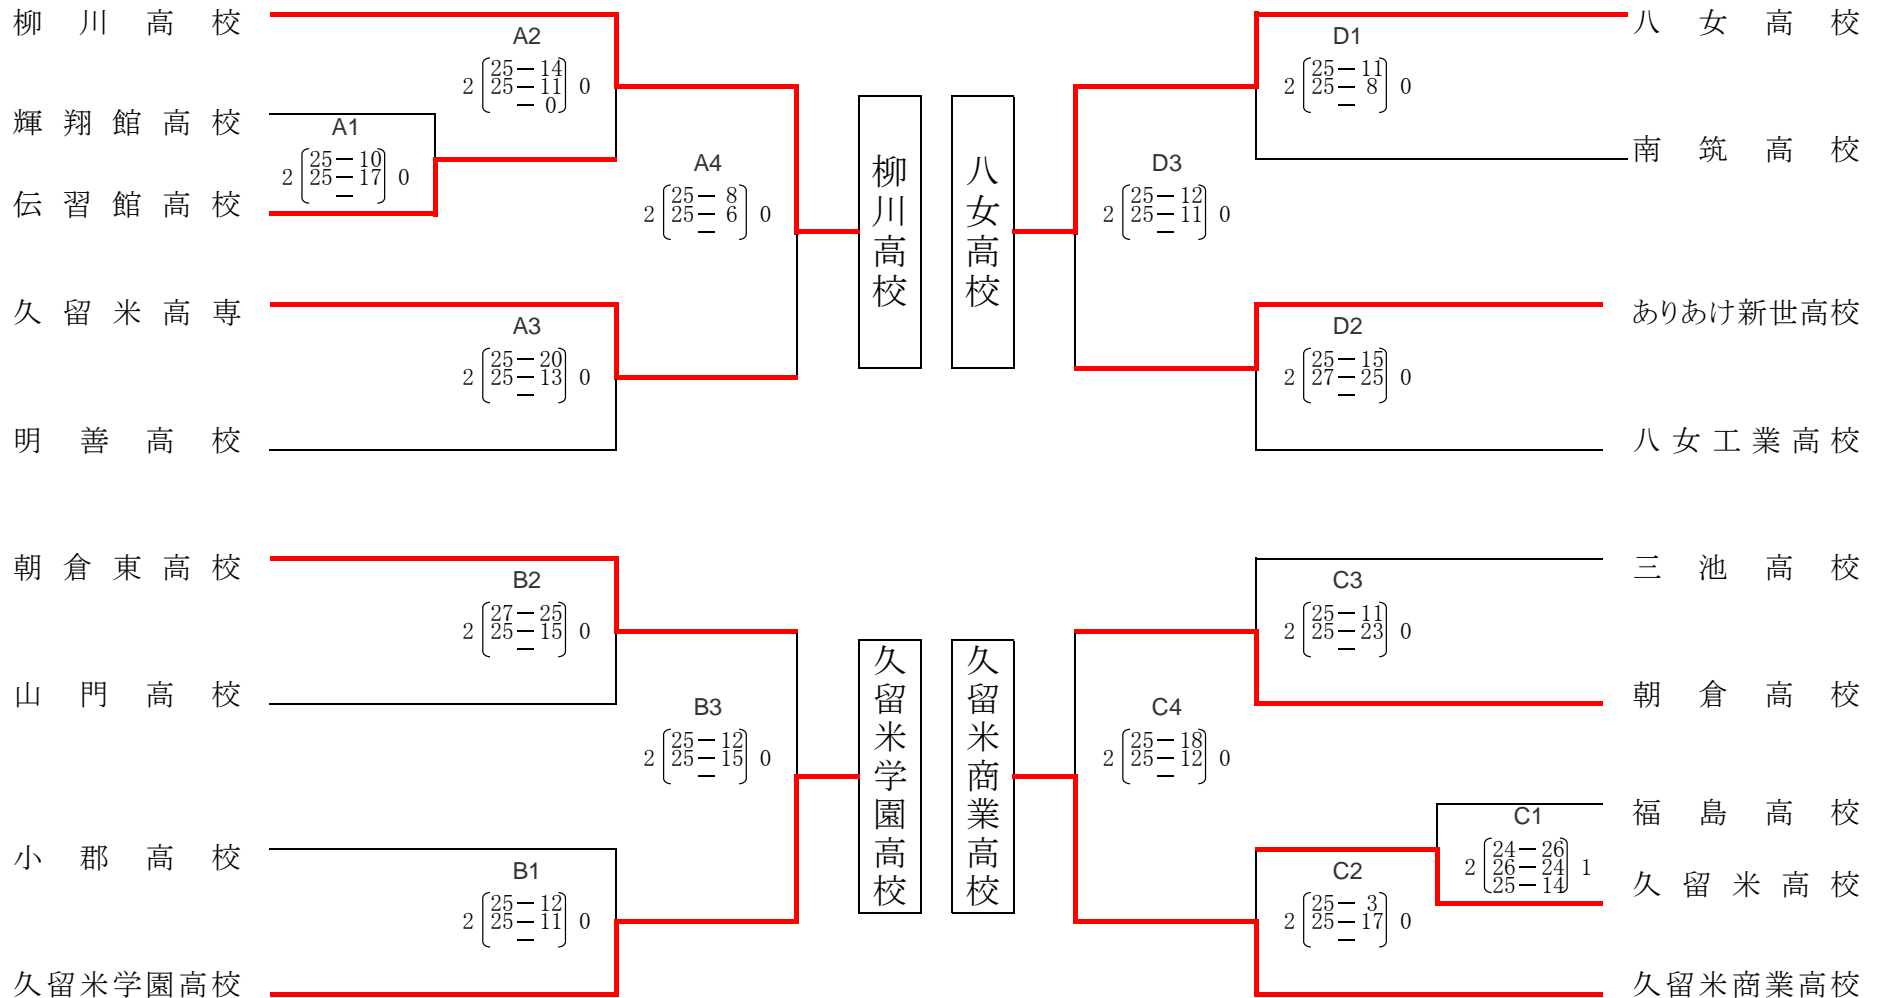 柳川高校
A2
2 25－14 0
25－11
－ 0
輝翔館高校
A1
2 25－10 0
25－17
－
伝習館高校
A4
2 25－ 8 0
25－ 6
－
久留米高専
A3
2 25－20 0
25－13
－
明善高校
柳川高校
八女高校
八女高校
D1
2 25－11 0
25－ 8
－
南筑高校
D3
2 25－12 0
25－11
－
ありあけ新世高校
D2
2 25－15 0
27－25
－
八女工業高校
朝倉東高校
B2
2 27－25 0
25－15
－
山門高校
B3
2 25－12 0
25－15
－
小郡高校
B1
2 25－12 0
25－11
－
久留米学園高校
久留米学園高校
久留米商業高校
三池高校
C3
2 25－11 0
25－23
－
朝倉高校
C4
2 25－18 0
25－12
－
福島高校
C1
2 24－26 1
26－24
25－14
久留米高校
C2
2 25－ 3 0
25－17
－
久留米商業高校